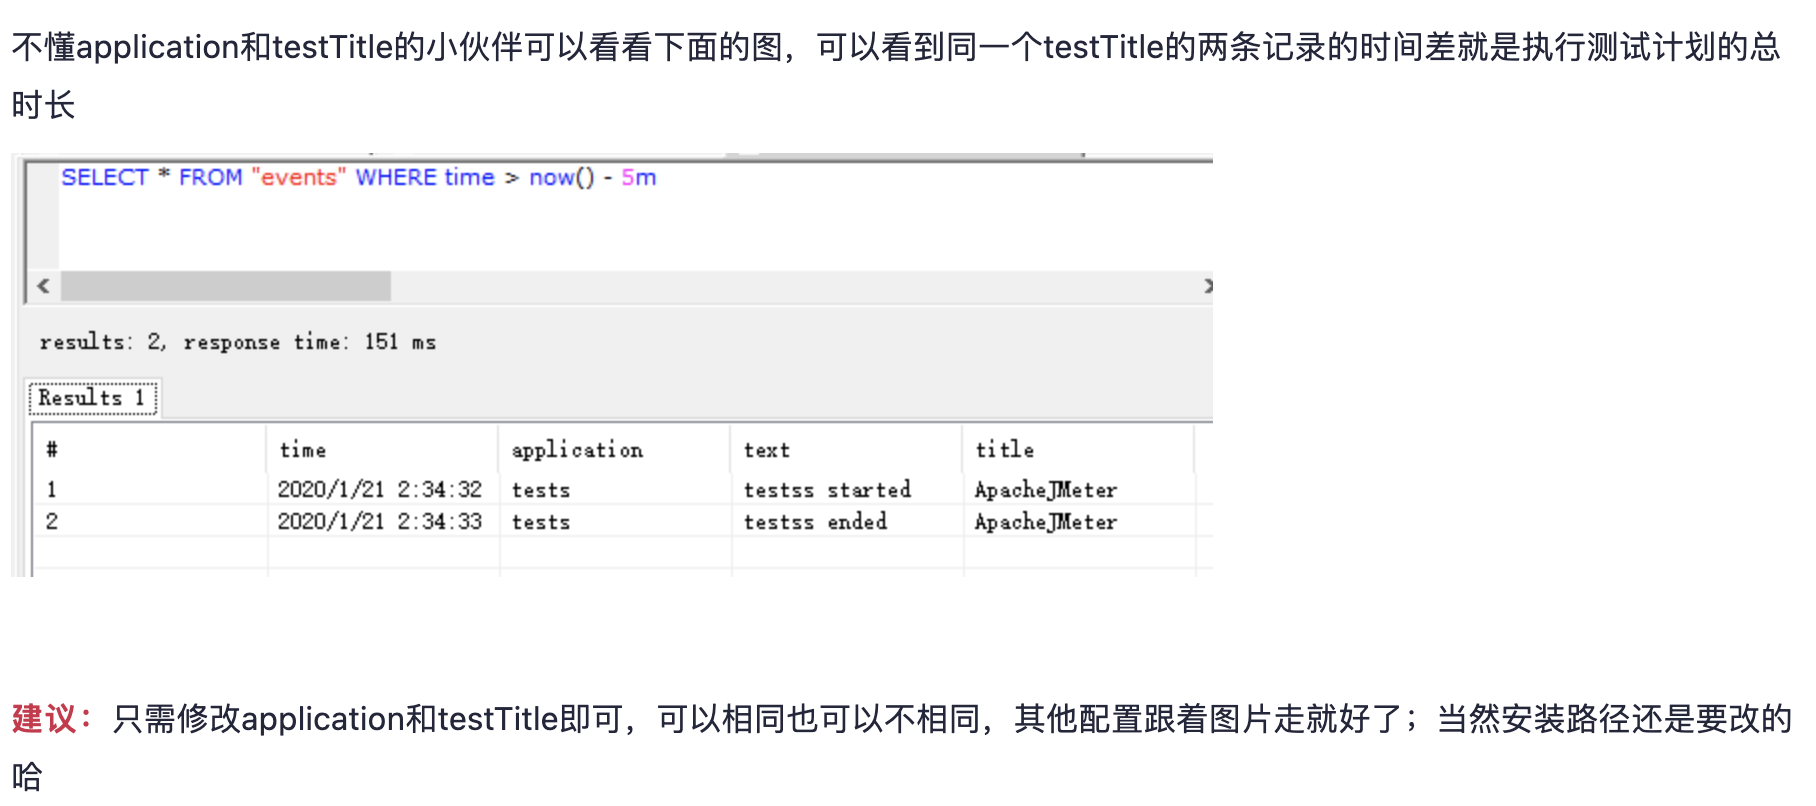 不懂application和testTitle的小伙伴可以看看下面的图，可以看到同一个testTitle的两条记录的时间差就是执行测试计划的总
时长
SELECT * FROM "events" WHERE time > now() - 5m
results: 2, response time: 151 ms
Results 1
# time application text title
1 2020/1/21 2:34:32 tests testss started ApacheJMeter
2 2020/1/21 2:34:33 tests testss ended ApacheJMeter
建议：只需修改application和testTitle即可，可以相同也可以不相同，其他配置跟着图片走就好了；当然安装路径还是要改的
哈